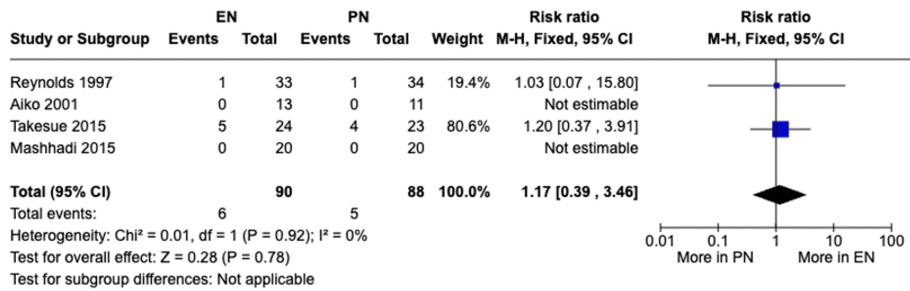 EN PN Risk ratio Risk ratio
Study or Subgroup Events Total Events Total Weight M-H, Fixed, 95% CI M-H, Fixed, 95% CI
Reynolds 1997 1 33 1 34 19.4% 1.03 [0.07 , 15.80]
Aiko 2001 0 13 0 11 Not estimable
Takesue 2015 5 24 4 23 80.6% 1.20 [0.37 , 3.91]
Mashhadi 2015 0 20 0 20 Not estimable
Total (95% CI) 90 88 100.0% 1.17 [0.39 , 3.46]
Total events: 6 5
Heterogeneity: Chi² = 0.01, df = 1 (P = 0.92); I² = 0%
Test for overall effect: Z = 0.28 (P = 0.78)
Test for subgroup differences: Not applicable
0.01 0.1 1 10 100
More in PN More in EN